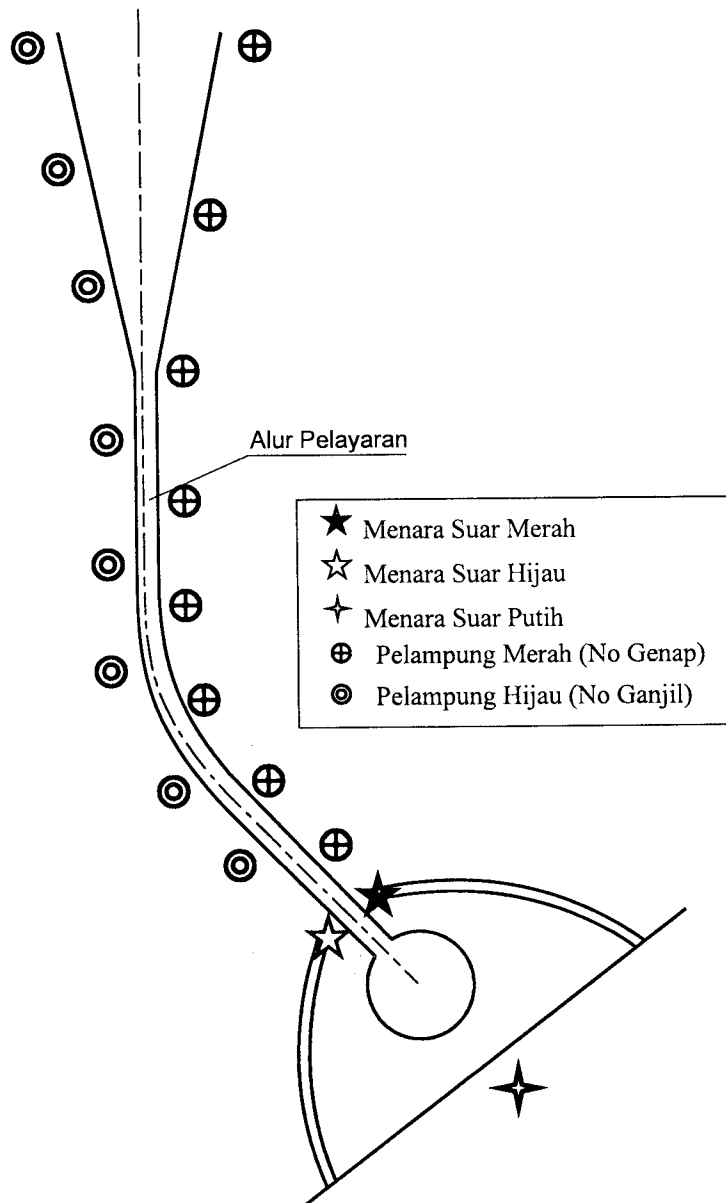 Alur Pelayaran
Menara Suar Merah
Menara Suar Hijau
Menara Suar Putih
Pelampung Merah (No Genap)
Pelampung Hijau (No Ganjil)